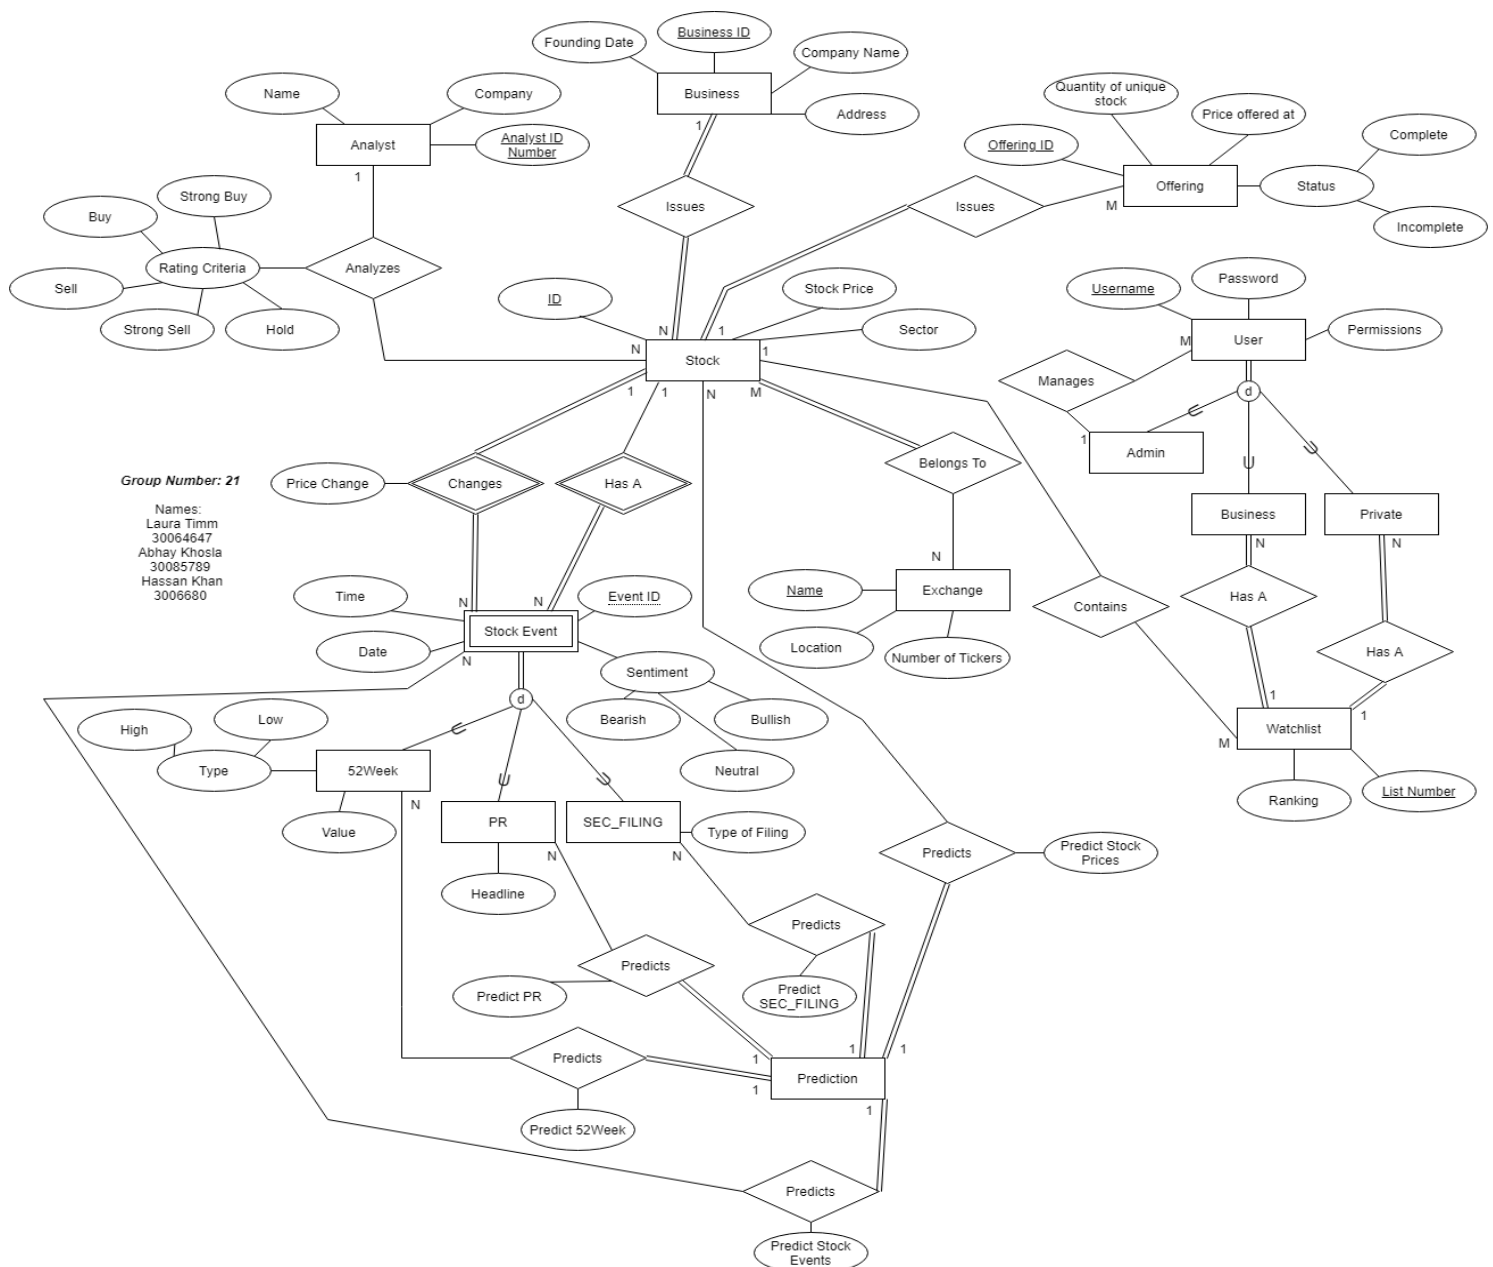 Business ID
Founding Date
Company Name
Business
Address
1
Name
Company
Analyst
Analyst ID
Number
1
Quantity of unique
stock
Price offered at
Complete
Offering ID
Offering
Status
M
Incomplete
Issues
Issues
Strong Buy
Buy
Rating Criteria
Analyzes
Sell
Strong Sell
Hold
ID
Stock Price
Sector
N
1
N
Stock
1
1
1
N
M
Username
Password
M
User
Permissions
Manages
d
1
Admin
Business
Private
N
N
Group Number: 21
Names:
Laura Timm
30064647
Abhay Khosla
30085789
Hassan Khan
3006680
Price Change
Changes
Has A
Belongs To
N
Name
Exchange
Location
Number of Tickers
Contains
Has A
Has A
1
1
M
Watchlist
Ranking
List Number
Time
N
N
Event ID
Stock Event
Date
N
d
Sentiment
Bearish
Bullish
Neutral
High
Low
Type
52Week
N
Value
PR
N
Headline
SEC_FILING
N
Type of Filing
Predicts
Predict Stock
Prices
Predicts
Predict
SEC_FILING
Predicts
Predict PR
1
1
1
Predicts
1
Prediction
1
Predict 52Week
Predicts
Predict Stock
Events